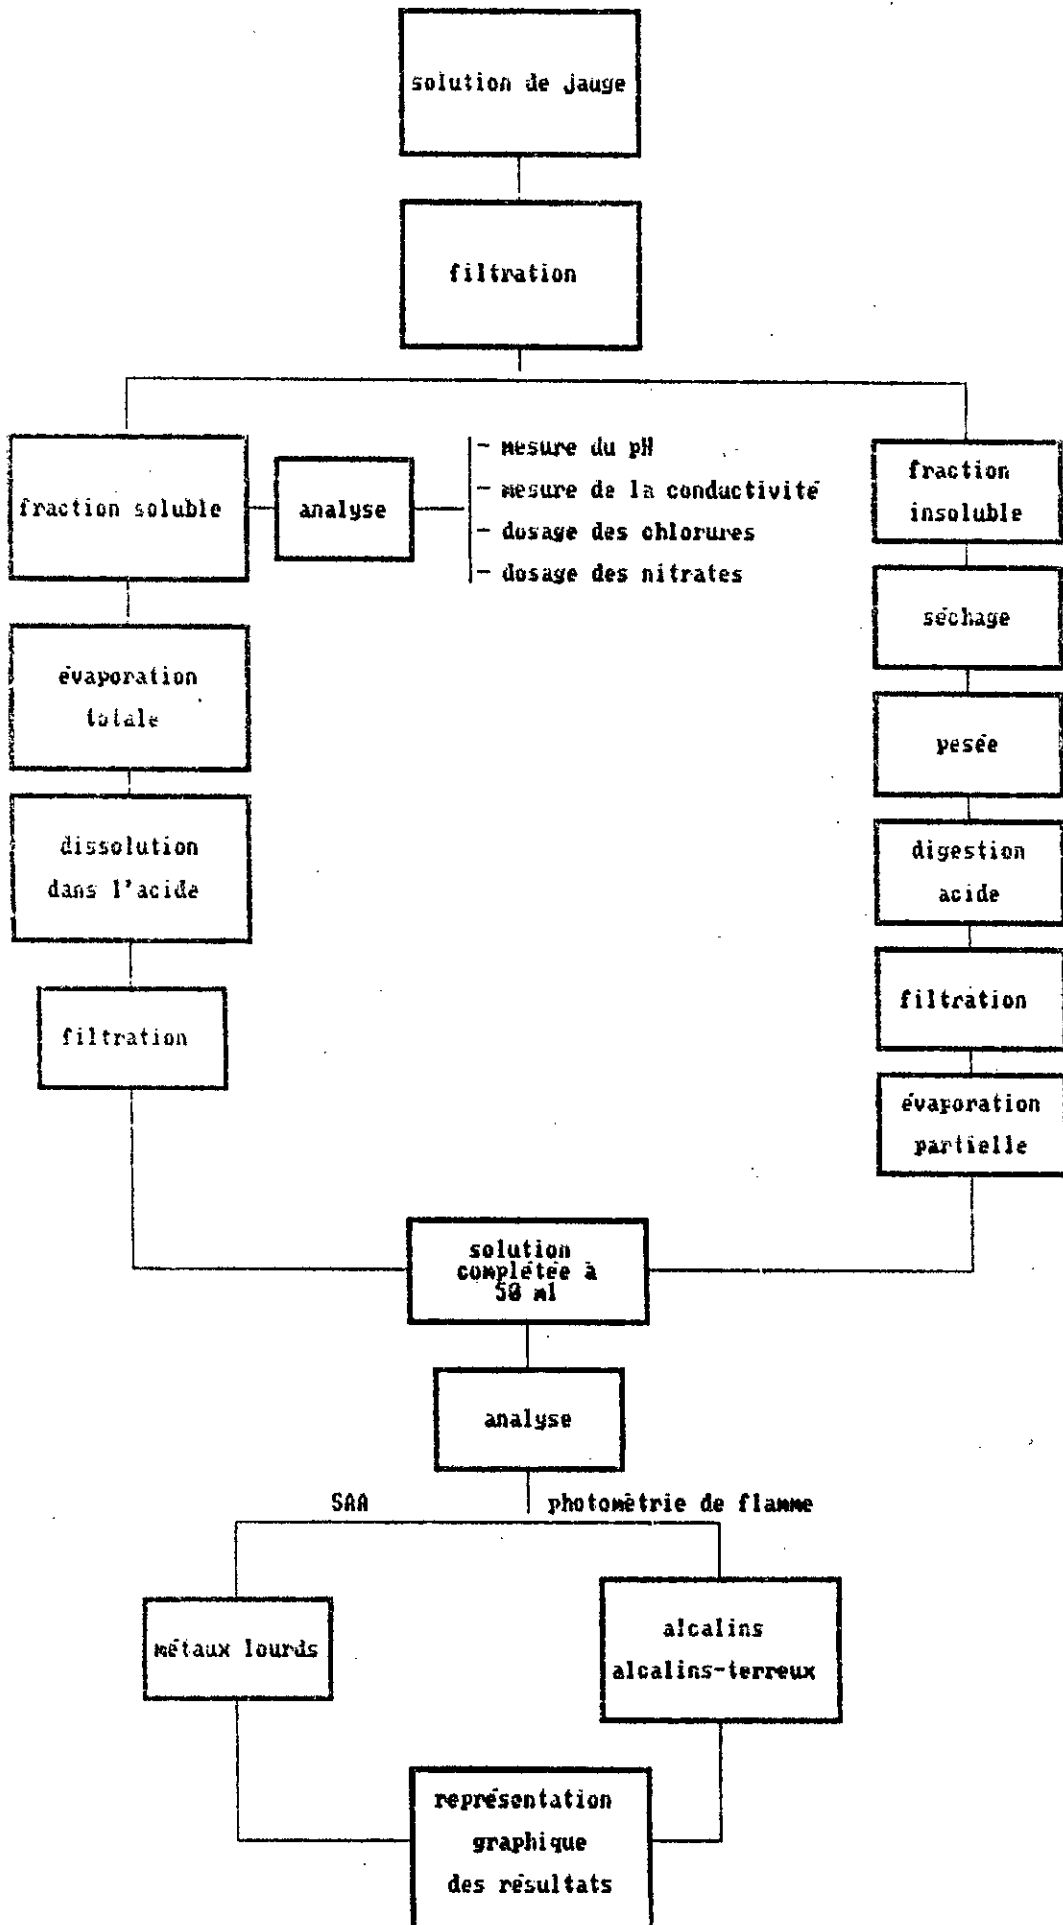 solution de jauge
filtration
fraction soluble
analyse
- mesure du pH
- mesure de la conductivité
- dosage des chlorures
- dosage des nitrates
fraction
insoluble
séchage
évaporation
totale
pesée
dissolution
dans l'acide
digestion
acide
filtration
filtration
évaporation
partielle
solution
complétée à
50 ml
analyse
SAA
photométrie de flamme
métaux lourds
alcalins
alcalins-terreux
représentation
graphique
des résultats